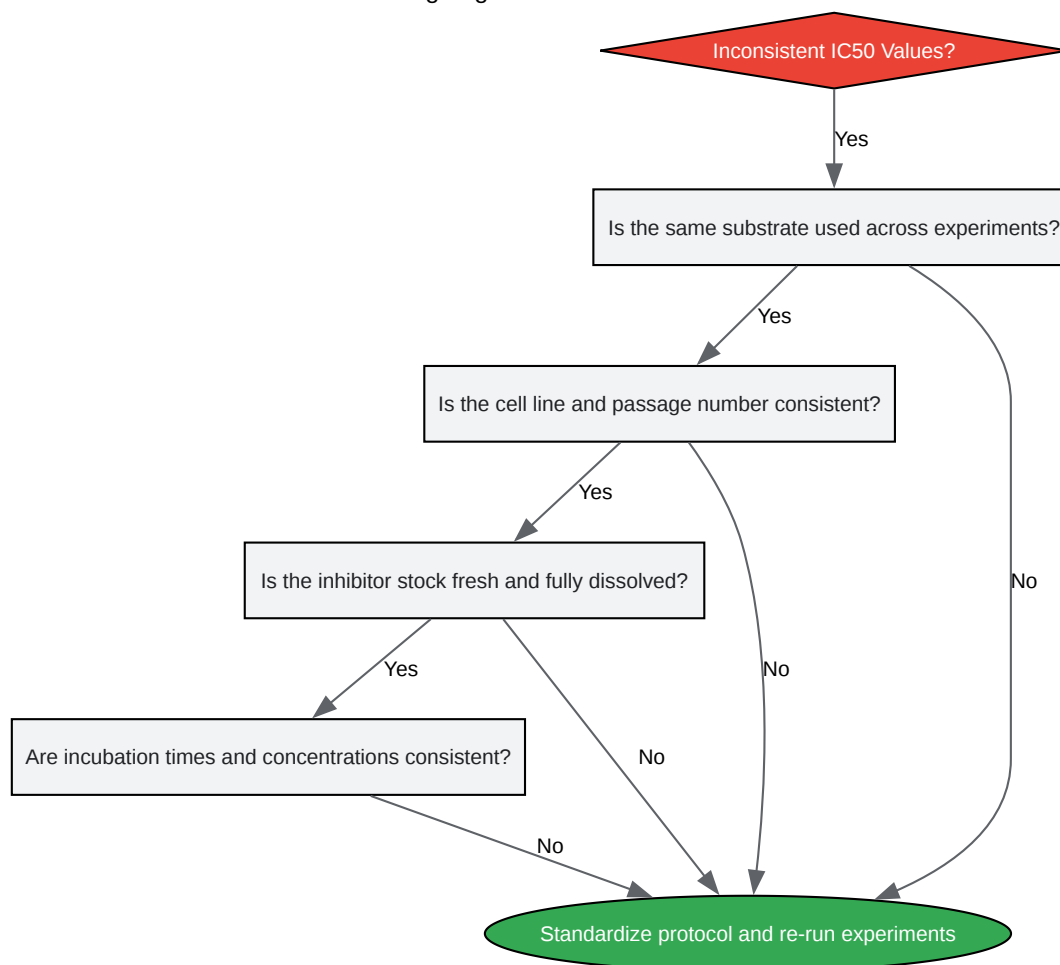 Inconsistent IC50 Values?
Yes
Is the same substrate used across experiments?
Yes
Is the cell line and passage number consistent?
Yes
Is the inhibitor stock fresh and fully dissolved?
No
Yes
No
Are incubation times and concentrations consistent?
No
No
Standardize protocol and re-run experiments